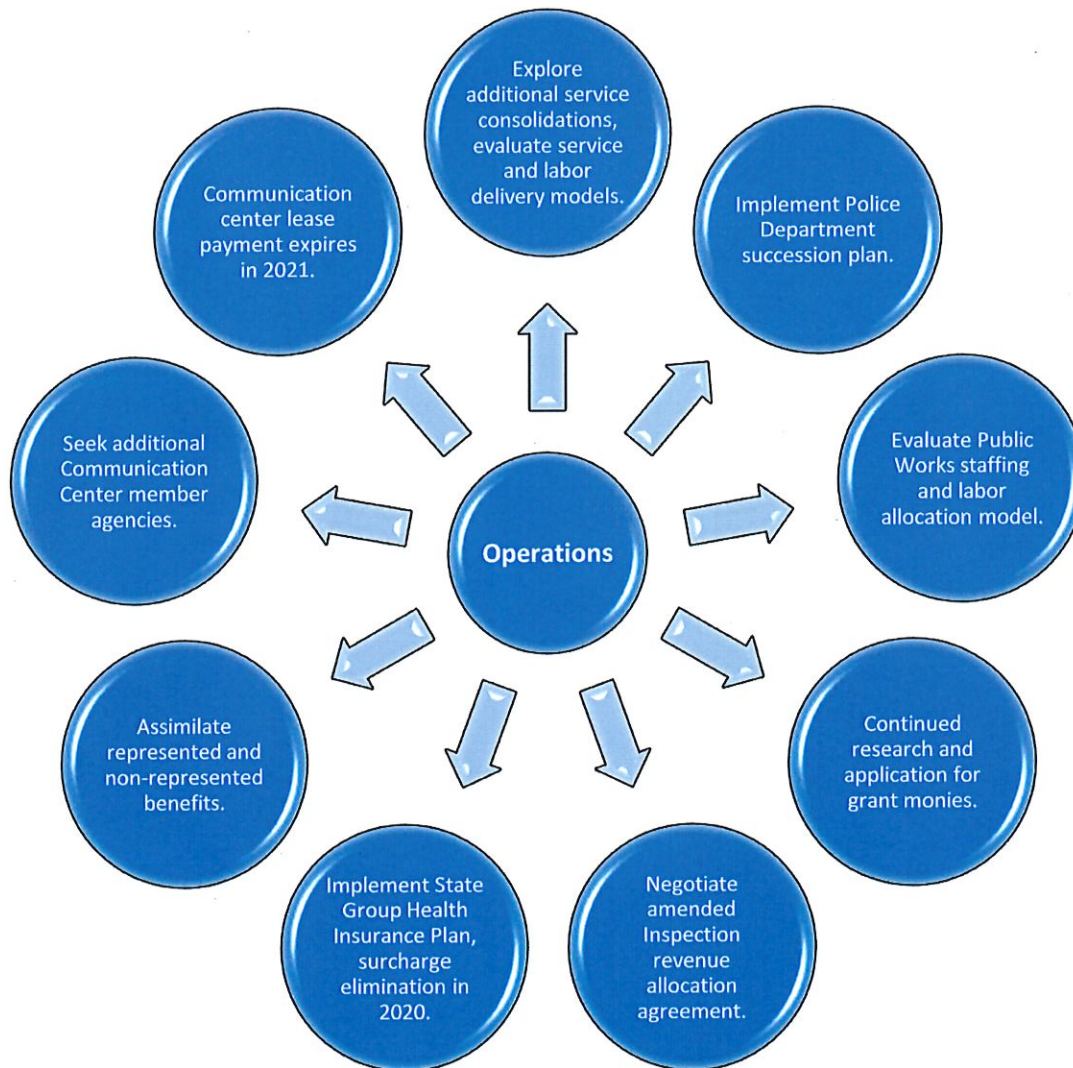 Explore
additional service
consolidations,
evaluate service
and labor
delivery models.
Implement Police
Department
succession plan.
Evaluate Public
Works staffing
and labor
allocation model.
Continued
research and
application for
grant monies.
Negotiate
amended
Inspection
revenue
allocation
agreement.
Implement State
Group Health
Insurance Plan,
surcharge
elimination in
2020.
Assimilate
represented and
non-represented
benefits.
Seek additional
Communication
Center member
agencies.
Communication
center lease
payment expires
in 2021.
Operations